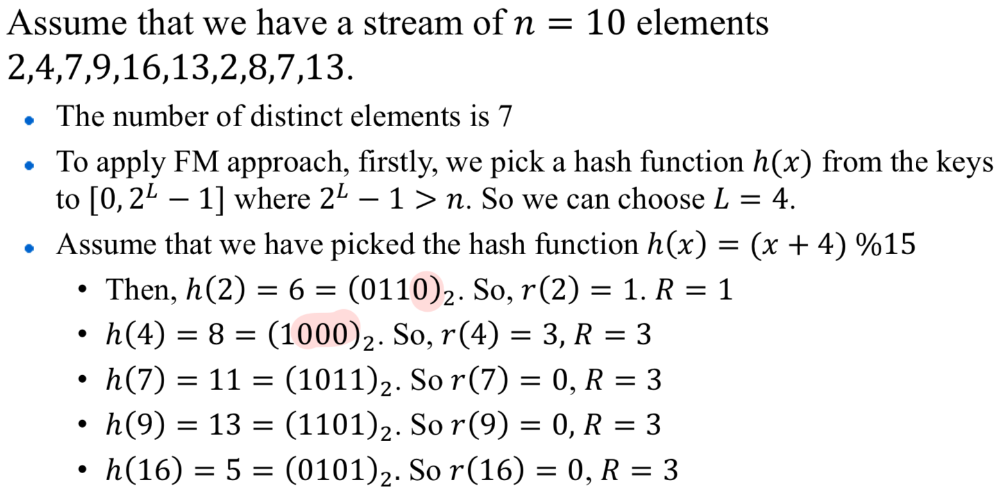 Assume that we have a stream of n = 10 elements
2,4,7,9,16,13,2,8,7,13.
• The number of distinct elements is 7
• To apply FM approach, firstly, we pick a hash function h(x) from the keys
to [0, 2^L − 1] where 2^L − 1 > n. So we can choose L = 4.
• Assume that we have picked the hash function h(x) = (x + 4) %15
• Then, h(2) = 6 = (0110)₂. So, r(2) = 1. R = 1
• h(4) = 8 = (1000)₂. So, r(4) = 3, R = 3
• h(7) = 11 = (1011)₂. So r(7) = 0, R = 3
• h(9) = 13 = (1101)₂. So r(9) = 0, R = 3
• h(16) = 5 = (0101)₂. So r(16) = 0, R = 3